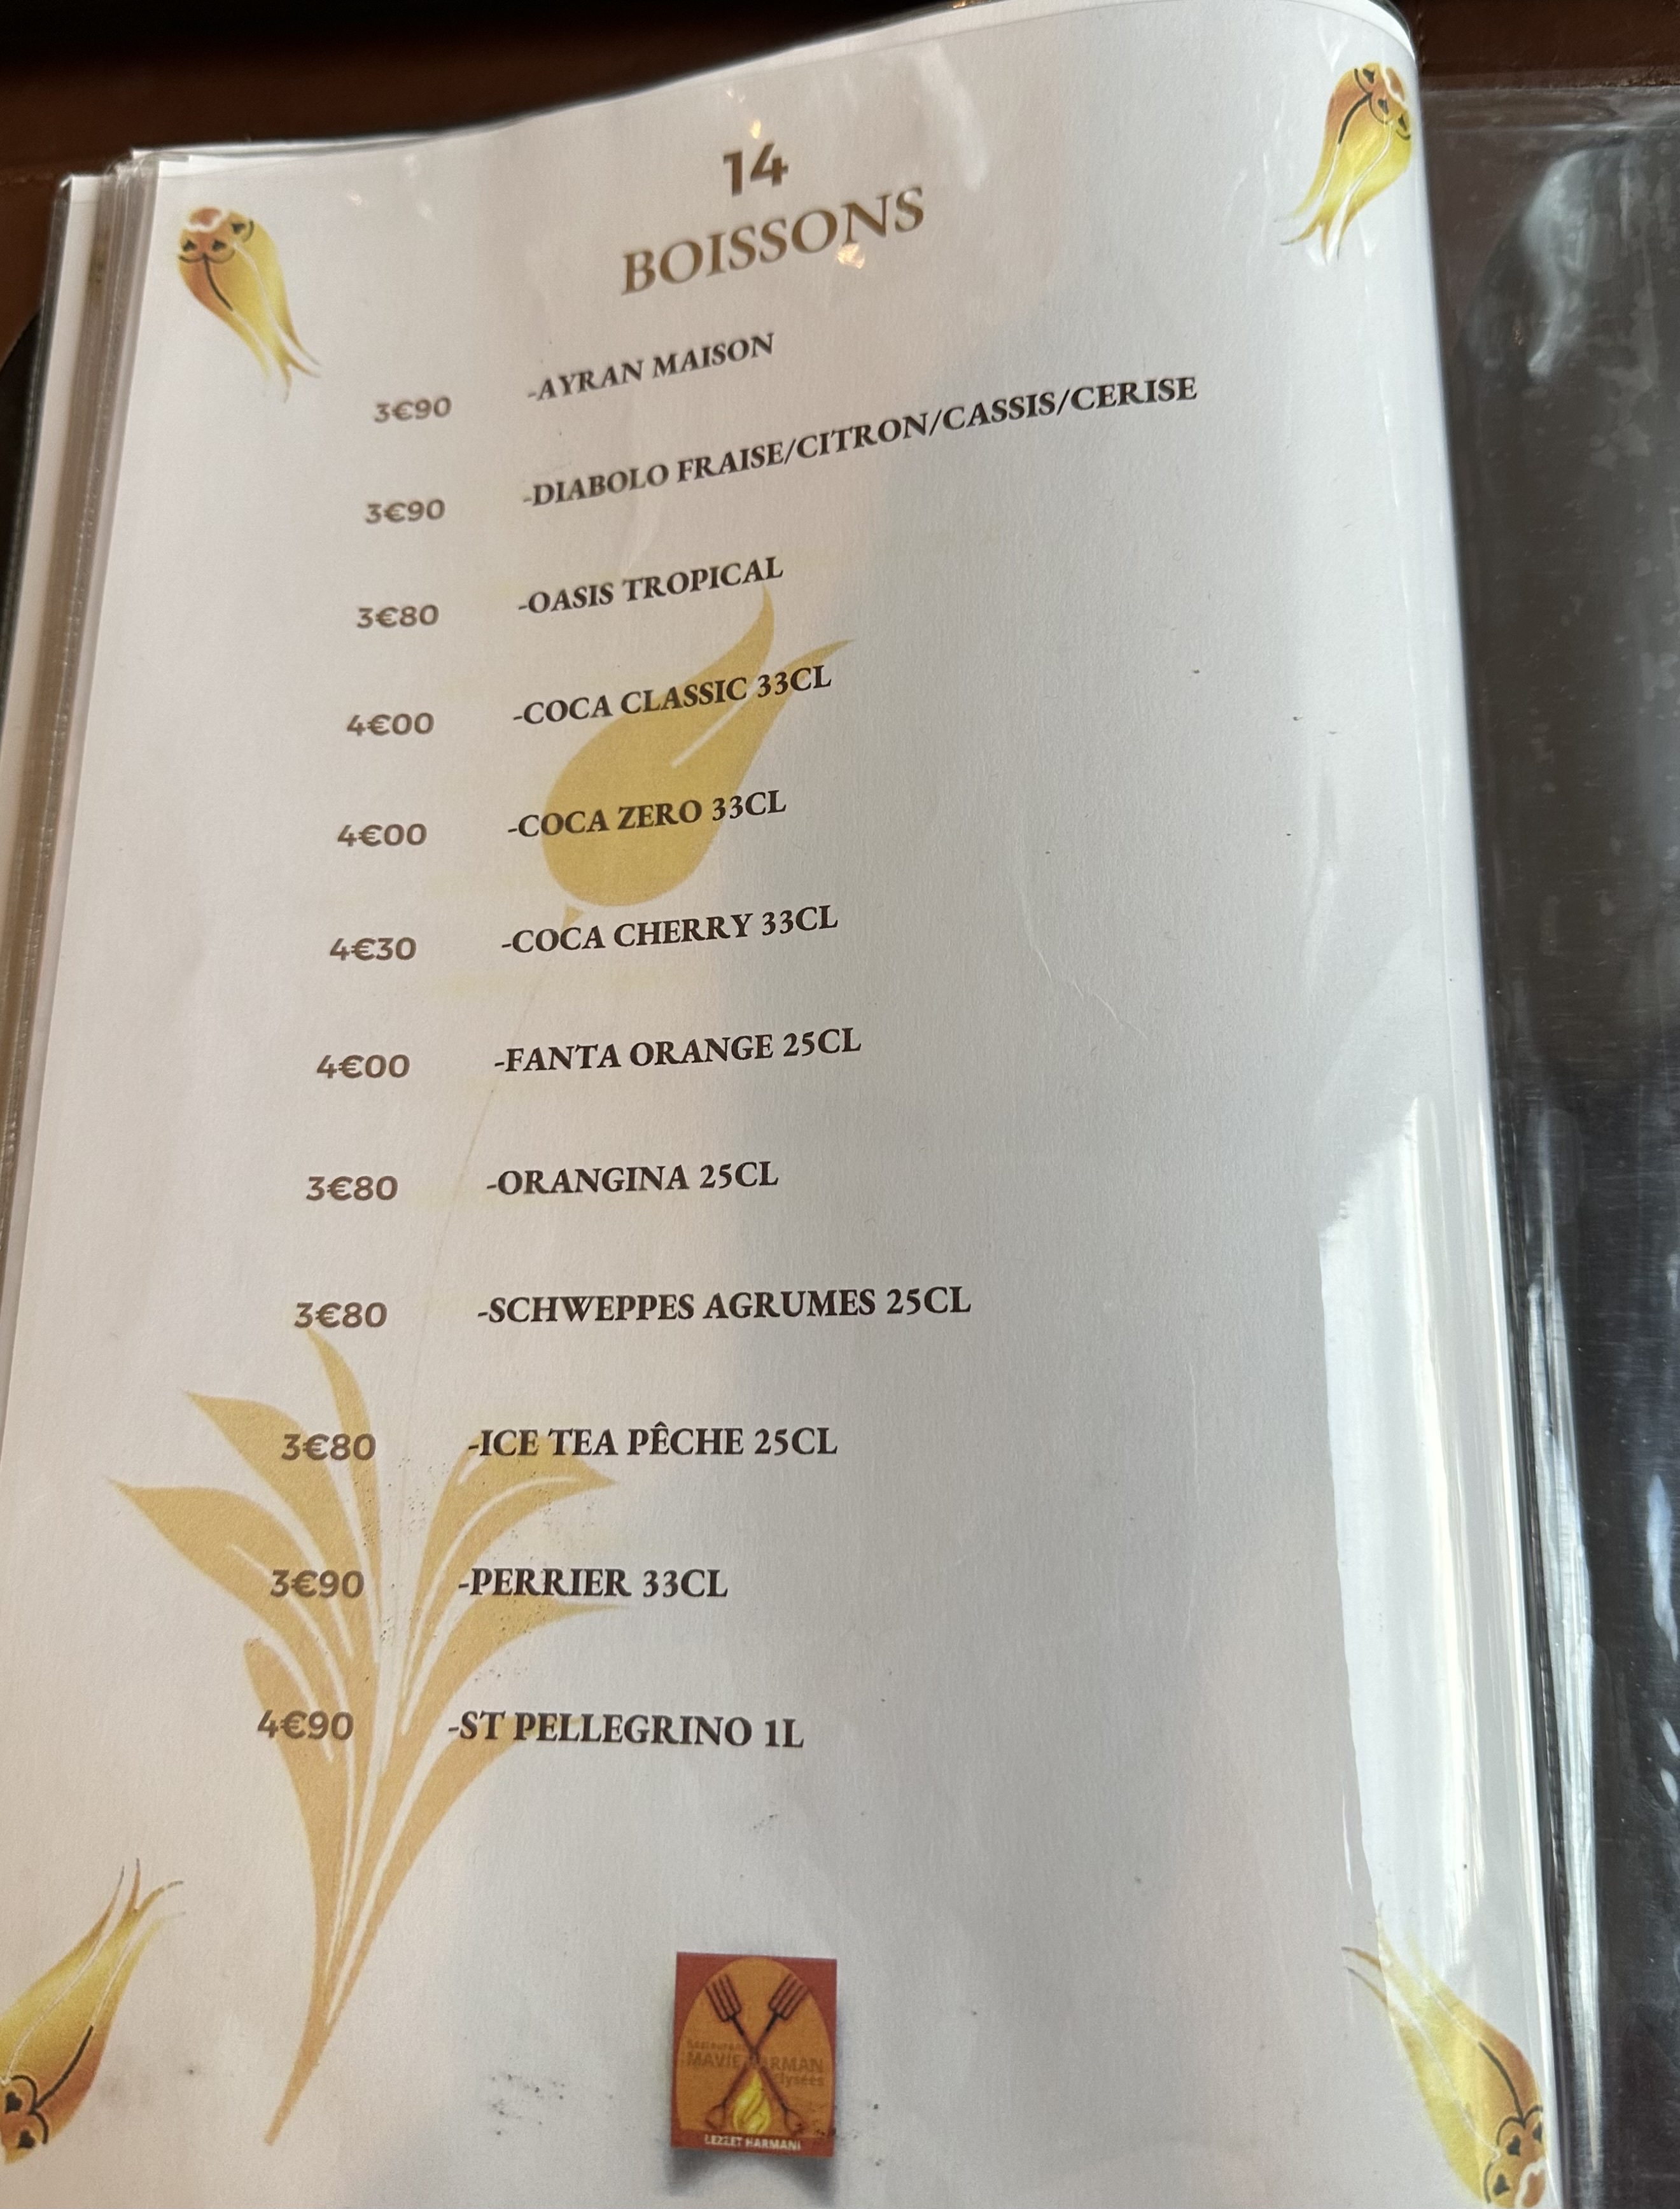 14
BOISSONS
3€90 -AYRAN MAISON
3€90 -DIABOLO FRAISE/CITRON/CASSIS/CERISE
3€80 -OASIS TROPICAL
4€00 -COCA CLASSIC 33CL
4€00 -COCA ZERO 33CL
4€30 -COCA CHERRY 33CL
4€00 -FANTA ORANGE 25CL
3€80 -ORANGINA 25CL
3€80 -SCHWEPPES AGRUMES 25CL
3€80 -ICE TEA PÊCHE 25CL
3€90 -PERRIER 33CL
4€90 -ST PELLEGRINO 1L
Elysées
LEZZET HARMANI